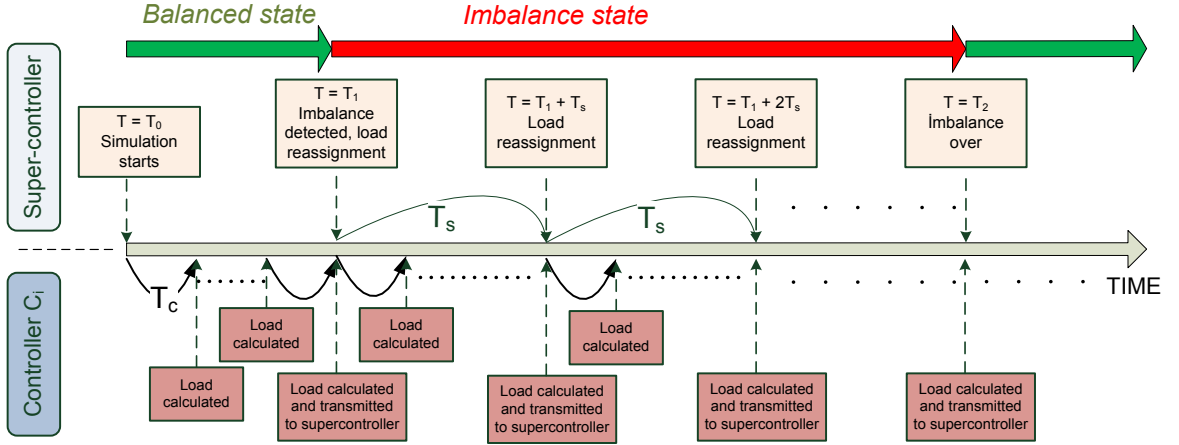 Balanced state
Imbalance state
Super-controller
T = T0
Simulation
starts
T = T1
Imbalance
detected, load
reassignment
T = T1 + Ts
Load
reassignment
T = T1 + 2Ts
Load
reassignment
T = T2
İmbalance
over
Ts
Ts
Controller Ci
Tc
TIME
Load
calculated
Load
calculated
Load calculated
and transmitted
to supercontroller
Load
calculated
Load calculated
and transmitted
to supercontroller
Load
calculated
Load calculated
and transmitted
to supercontroller
Load calculated
and transmitted
to supercontroller